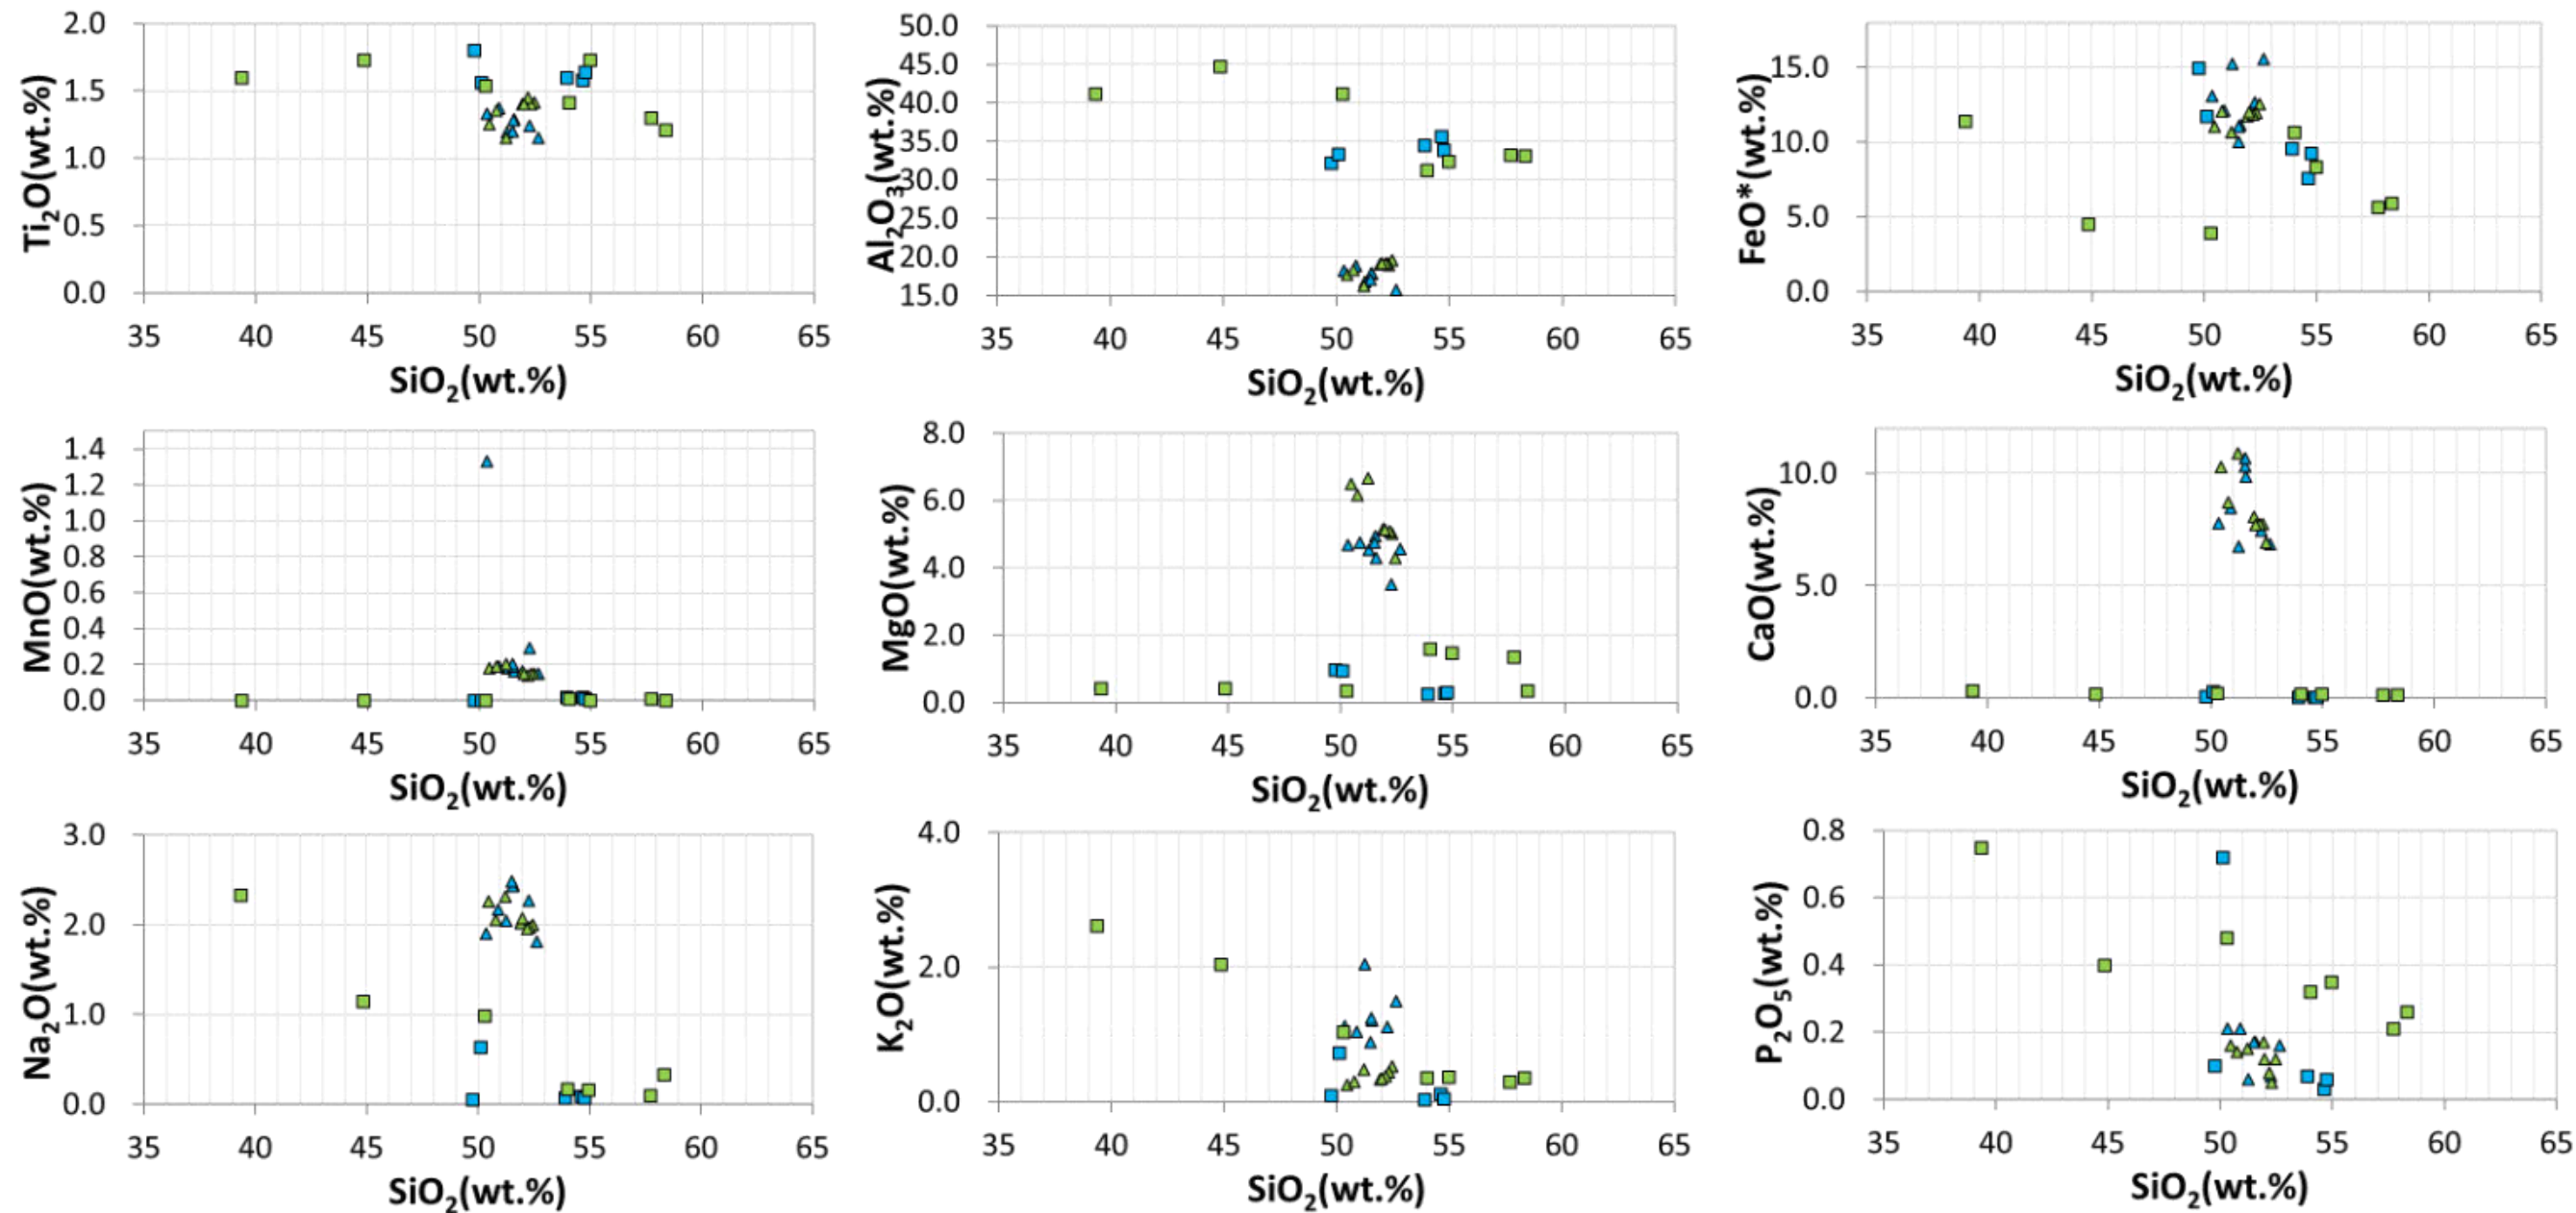 Ti₂O(wt.%)
2.0
1.5
1.0
0.5
0.0
35 40 45 50 55 60 65
SiO₂(wt.%)
Al₂O₃(wt.%)
50.0
45.0
40.0
35.0
30.0
25.0
20.0
15.0
35 40 45 50 55 60 65
SiO₂(wt.%)
FeO*(wt.%)
15.0
10.0
5.0
0.0
35 40 45 50 55 60 65
SiO₂(wt.%)
MnO(wt.%)
1.4
1.2
1.0
0.8
0.6
0.4
0.2
0.0
35 40 45 50 55 60 65
SiO₂(wt.%)
MgO(wt.%)
8.0
6.0
4.0
2.0
0.0
35 40 45 50 55 60 65
SiO₂(wt.%)
CaO(wt.%)
10.0
5.0
0.0
35 40 45 50 55 60 65
SiO₂(wt.%)
Na₂O(wt.%)
3.0
2.0
1.0
0.0
35 40 45 50 55 60 65
SiO₂(wt.%)
K₂O(wt.%)
4.0
2.0
0.0
35 40 45 50 55 60 65
SiO₂(wt.%)
P₂O₅(wt.%)
0.8
0.6
0.4
0.2
0.0
35 40 45 50 55 60 65
SiO₂(wt.%)